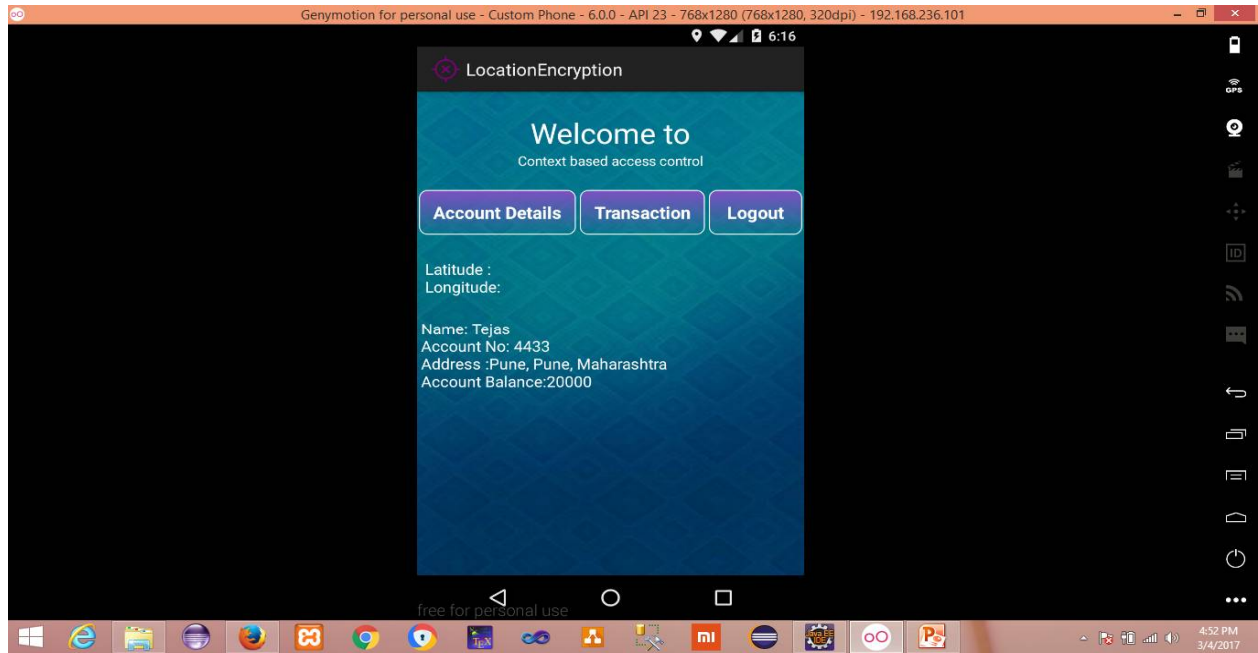 Genymotion for personal use - Custom Phone - 6.0.0 - API 23 - 768x1280 (768x1280, 320dpi) - 192.168.236.101
6:16
LocationEncryption
GPS
Welcome to
Context based access control
Account Details Transaction Logout
ID
Latitude :
Longitude:
Name: Tejas
Account No: 4433
Address :Pune, Pune, Maharashtra
Account Balance:20000
free for personal use
4:52 PM
3/4/2017